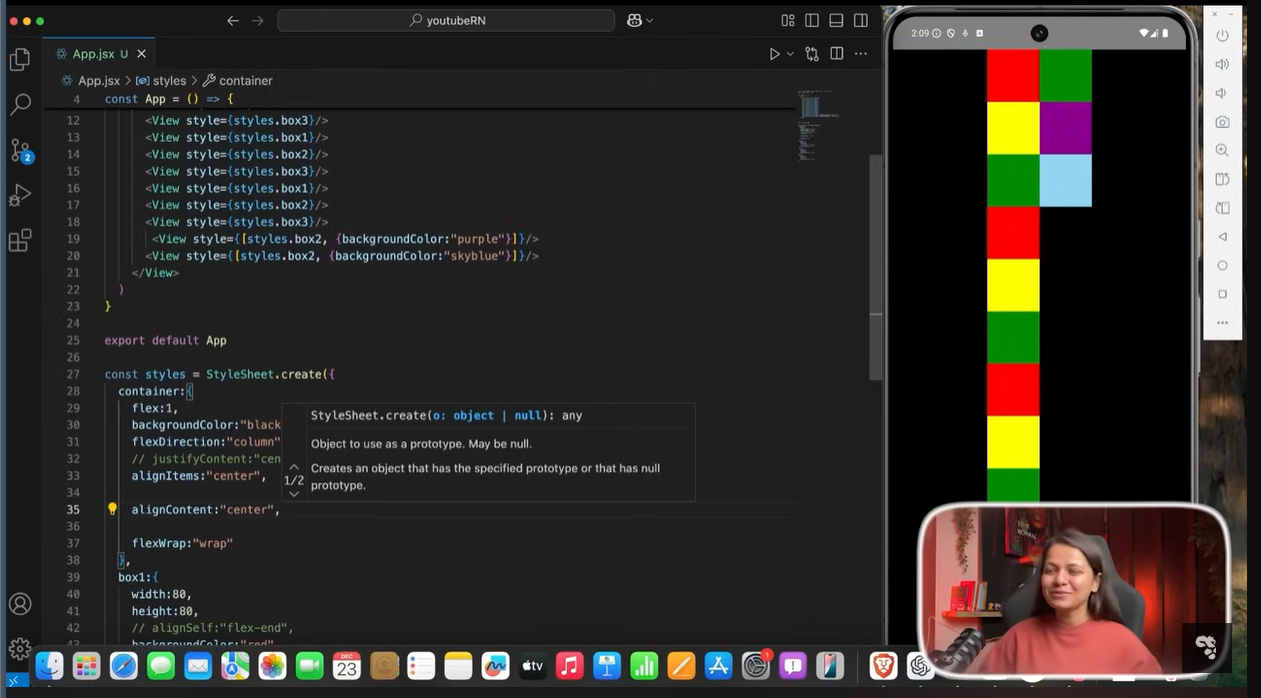 youtubeRN
App.jsx U
App.jsx > styles > container
4 const App = () => {
12 <View style={styles.box3}/>
13 <View style={styles.box1}/>
14 <View style={styles.box2}/>
15 <View style={styles.box3}/>
16 <View style={styles.box1}/>
17 <View style={styles.box2}/>
18 <View style={styles.box3}/>
19 <View style={[styles.box2, {backgroundColor:"purple"}]}/>
20 <View style={[styles.box2, {backgroundColor:"skyblue"}]}/>
21 </View>
22 )
23 }
24
25 export default App
26
27 const styles = StyleSheet.create({
28 container:{
29 flex:1,
30 backgroundColor:"black
31 flexDirection:"column"
32 // justifyContent:"cen
33 alignItems:"center",
34
35 alignContent:"center",
36
37 flexWrap:"wrap"
38 },
39 box1:{
40 width:80,
41 height:80,
42 // alignSelf:"flex-end",
StyleSheet.create(o: object | null): any
Object to use as a prototype. May be null.
1/2
Creates an object that has the specified prototype or that has null
prototype.
2
2:09
DEC
23
tv
1